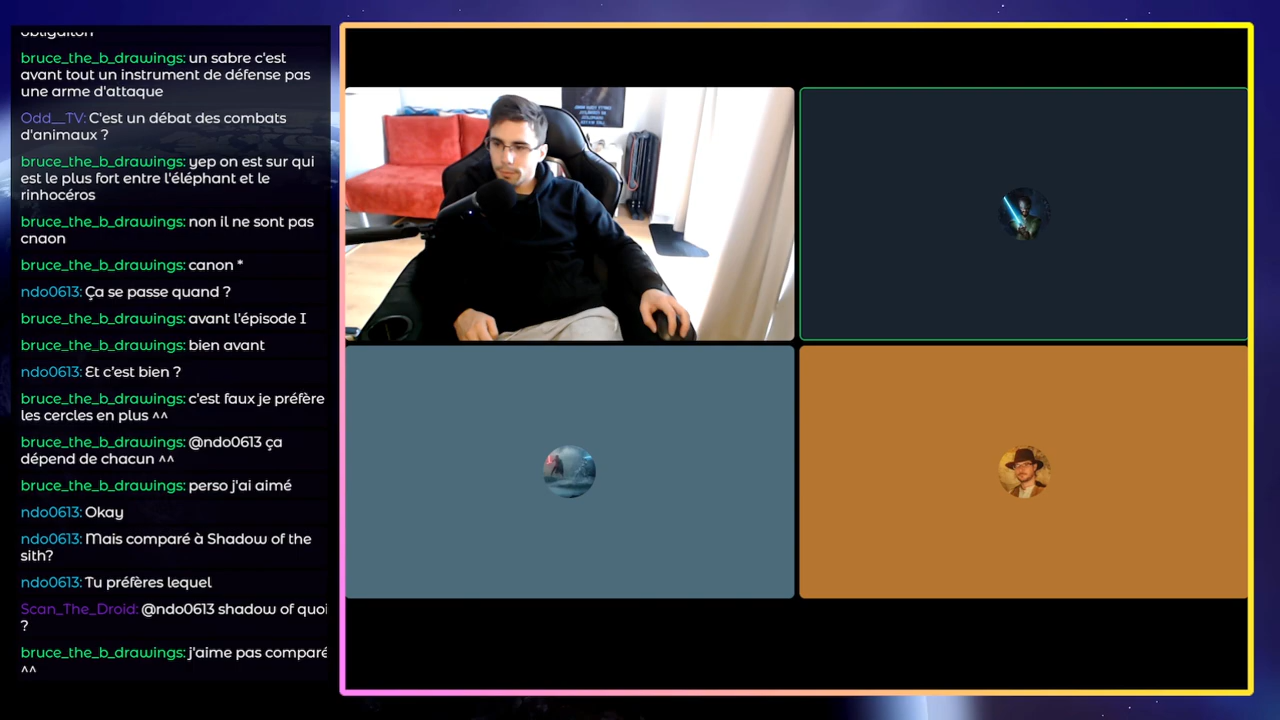 obligaiton
bruce_the_b_drawings: un sabre c'est
avant tout un instrument de défense pas
une arme d'attaque
Odd__TV: C'est un débat des combats
d'animaux ?
bruce_the_b_drawings: yep on est sur qui
est le plus fort entre l'éléphant et le
rinhocéros
bruce_the_b_drawings: non il ne sont pas
cnaon
bruce_the_b_drawings: canon *
ndo0613: Ça se passe quand ?
bruce_the_b_drawings: avant l'épisode I
bruce_the_b_drawings: bien avant
ndo0613: Et c'est bien ?
bruce_the_b_drawings: c'est faux je préfère
les cercles en plus ^^
bruce_the_b_drawings: @ndo0613 ça
dépend de chacun ^^
bruce_the_b_drawings: perso j'ai aimé
ndo0613: Okay
ndo0613: Mais comparé à Shadow of the
sith?
ndo0613: Tu préfères lequel
Scan_The_Droid: @ndo0613 shadow of quoi
?
bruce_the_b_drawings: j'aime pas comparé
^^